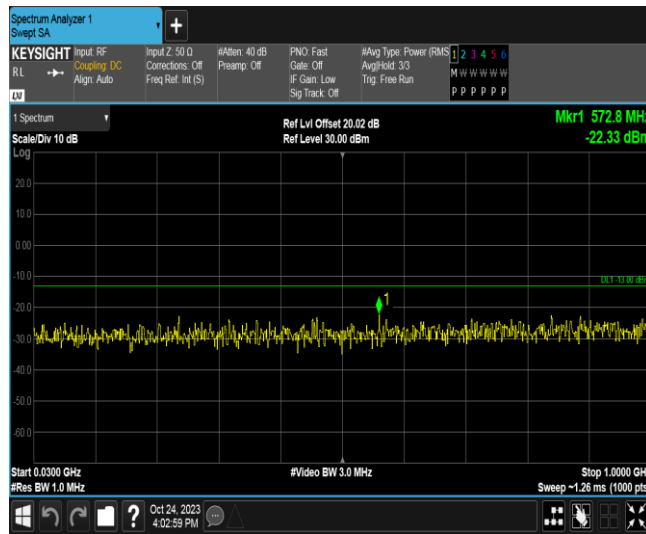 Spectrum Analyzer 1
Swept SA
+
KEYSIGHT Input: RF Input Z: 50 Ω #Atten: 40 dB PNO: Fast #Avg Type: Power (RMS 1 2 3 4 5 6
RL Coupling: DC Corrections: Off Preamp: Off Gate: Off Avg|Hold: 3/3 M W W W W W
Align: Auto Freq Ref: Int (S) IF Gain: Low Trig: Free Run
LXI Sig Track: Off P P P P P P
1 Spectrum Ref Lvl Offset 20.02 dB Mkr1 572.8 MHz
Scale/Div 10 dB Ref Level 30.00 dBm -22.33 dBm
Log
20.0
10.0
0.00
-10.0
DL1 -13.00 dBm
1
-20.0
-30.0
-40.0
-50.0
-60.0
Start 0.0300 GHz #Video BW 3.0 MHz Stop 1.0000 GH
#Res BW 1.0 MHz Sweep ~1.26 ms (1000 pts
? Oct 24, 2023
4:02:59 PM